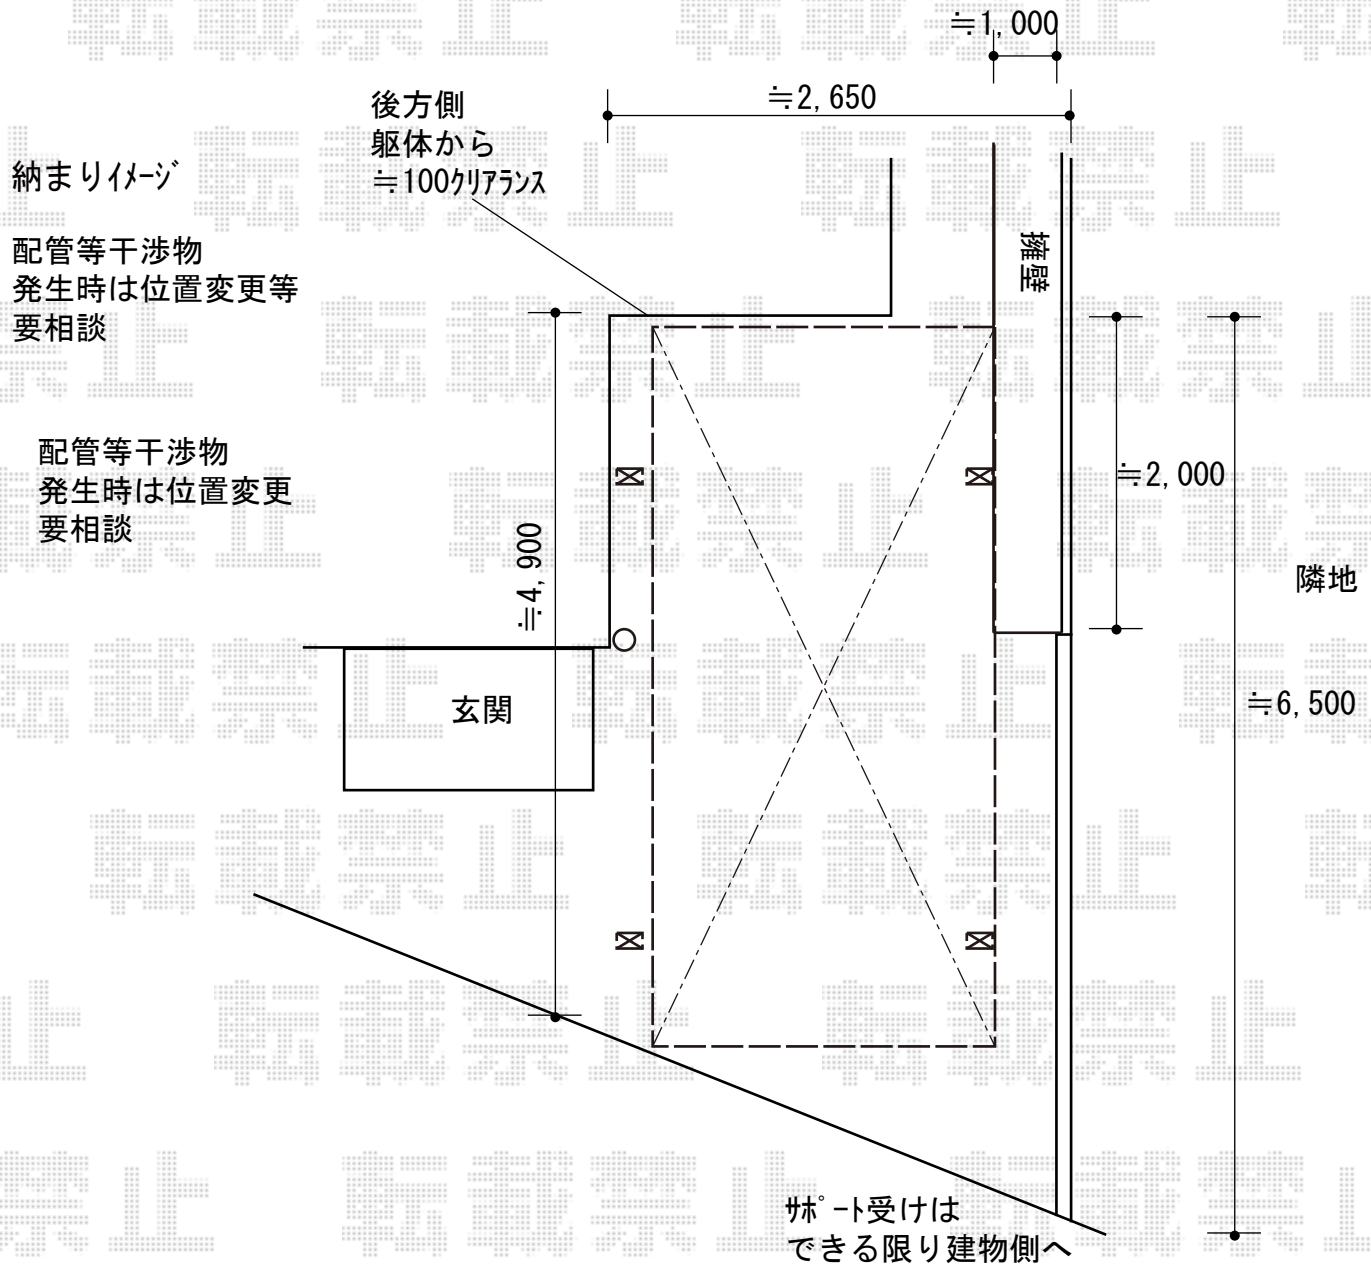 ≒1,000
≒2,650
後方側
躯体から
≒100ｸﾘｱﾗﾝｽ
納まりｲﾒｰｼﾞ
配管等干渉物
発生時は位置変更等
要相談
擁壁
配管等干渉物
発生時は位置変更
要相談
≒2,000
≒4,900
隣地
≒6,500
玄関
ｻﾎﾟｰﾄ受けは
できる限り建物側へ
転載禁止